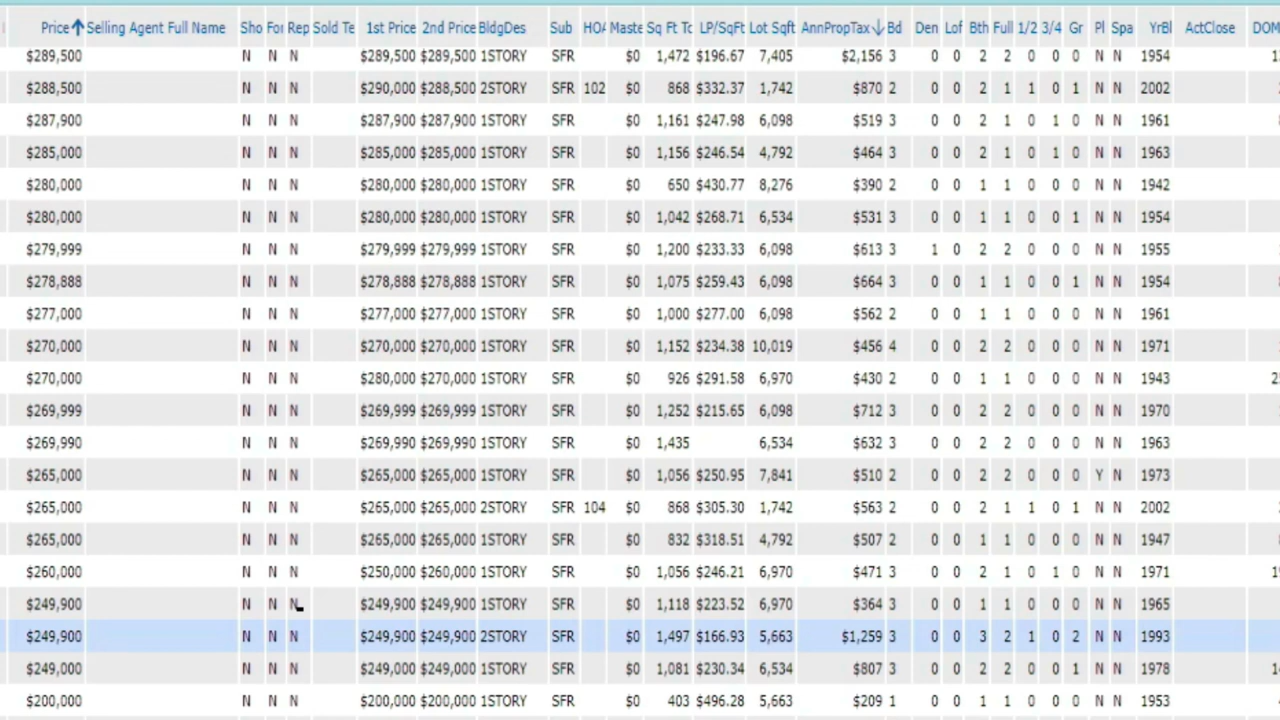 Price Selling Agent Full Name Sho For Rep Sold Te 1st Price 2nd Price BldgDes Sub HOA Maste Sq Ft Tc LP/SqFt Lot Sqft AnnPropTax Bd Den Lof Bth Full 1/2 3/4 Gr Pl Spa YrBl ActClose DOM
$289,500 N N N $289,500 $289,500 1STORY SFR $0 1,472 $196.67 7,405 $2,156 3 0 0 2 2 0 0 0 N N 1954
$288,500 N N N $290,000 $288,500 2STORY SFR 102 $0 868 $332.37 1,742 $870 2 0 0 2 1 1 0 1 N N 2002
$287,900 N N N $287,900 $287,900 1STORY SFR $0 1,161 $247.98 6,098 $519 3 0 0 2 1 0 1 0 N N 1961
$285,000 N N N $285,000 $285,000 1STORY SFR $0 1,156 $246.54 4,792 $464 3 0 0 2 1 0 1 0 N N 1963
$280,000 N N N $280,000 $280,000 1STORY SFR $0 650 $430.77 8,276 $390 2 0 0 1 1 0 0 0 N N 1942
$280,000 N N N $280,000 $280,000 1STORY SFR $0 1,042 $268.71 6,534 $531 3 0 0 1 1 0 0 1 N N 1954
$279,999 N N N $279,999 $279,999 1STORY SFR $0 1,200 $233.33 6,098 $613 3 1 0 2 2 0 0 0 N N 1955
$278,888 N N N $278,888 $278,888 1STORY SFR $0 1,075 $259.43 6,098 $664 3 0 0 1 1 0 0 1 N N 1954
$277,000 N N N $277,000 $277,000 1STORY SFR $0 1,000 $277.00 6,098 $562 2 0 0 1 1 0 0 0 N N 1961
$270,000 N N N $270,000 $270,000 1STORY SFR $0 1,152 $234.38 10,019 $456 4 0 0 2 2 0 0 0 N N 1971
$270,000 N N N $280,000 $270,000 1STORY SFR $0 926 $291.58 6,970 $430 2 0 0 1 1 0 0 0 N N 1943
$269,999 N N N $269,999 $269,999 1STORY SFR $0 1,252 $215.65 6,098 $712 3 0 0 2 2 0 0 0 N N 1970
$269,990 N N N $269,990 $269,990 1STORY SFR $0 1,435 6,534 $632 3 0 0 2 2 0 0 0 N N 1963
$265,000 N N N $265,000 $265,000 1STORY SFR $0 1,056 $250.95 7,841 $510 2 0 0 2 2 0 0 0 Y N 1973
$265,000 N N N $265,000 $265,000 2STORY SFR 104 $0 868 $305.30 1,742 $563 2 0 0 2 1 1 0 1 N N 2002
$265,000 N N N $265,000 $265,000 1STORY SFR $0 832 $318.51 4,792 $507 2 0 0 1 1 0 0 0 N N 1947
$260,000 N N N $250,000 $260,000 1STORY SFR $0 1,056 $246.21 6,970 $471 3 0 0 2 1 0 1 0 N N 1971
$249,900 N N N $249,900 $249,900 1STORY SFR $0 1,118 $223.52 6,970 $364 3 0 0 1 1 0 0 0 N N 1965
$249,900 N N N $249,900 $249,900 2STORY SFR $0 1,497 $166.93 5,663 $1,259 3 0 0 3 2 1 0 2 N N 1993
$249,000 N N N $249,000 $249,000 1STORY SFR $0 1,081 $230.34 6,534 $807 3 0 0 2 2 0 0 1 N N 1978
$200,000 N N N $200,000 $200,000 1STORY SFR $0 403 $496.28 5,663 $209 1 0 0 1 1 0 0 0 N N 1953